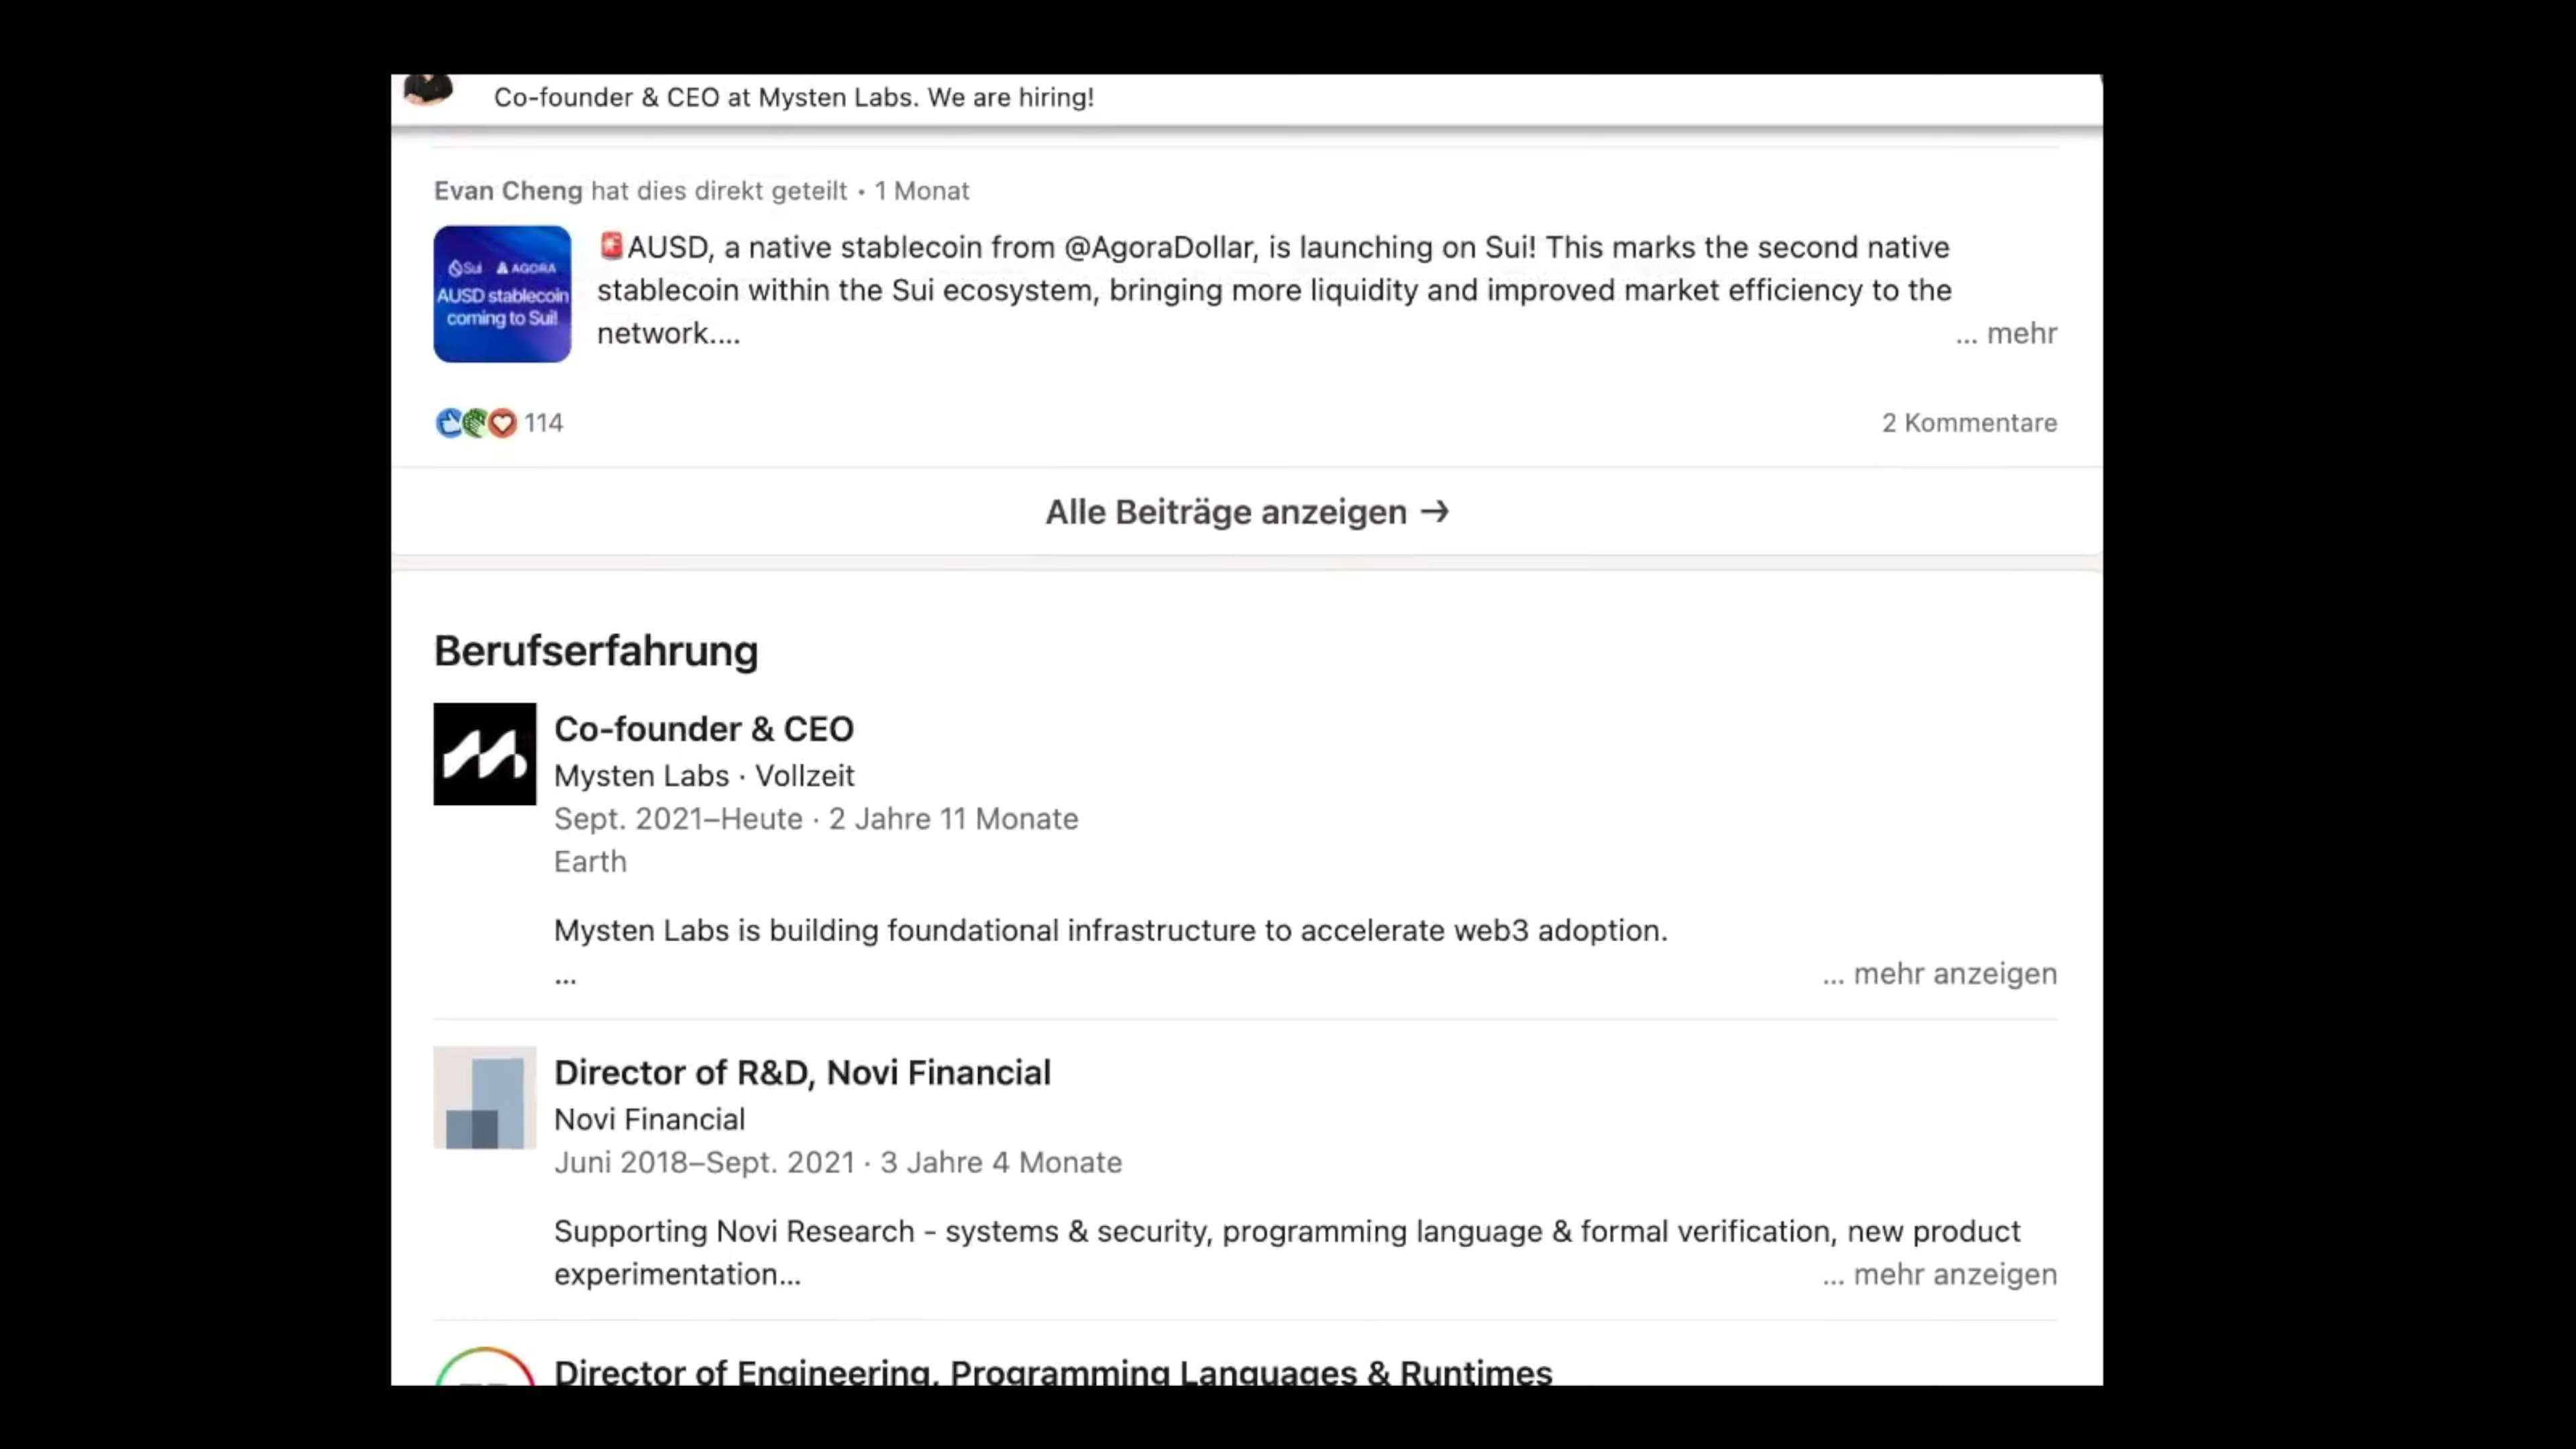 Co-founder & CEO at Mysten Labs. We are hiring!
Evan Cheng hat dies direkt geteilt • 1 Monat
Sui AGORA
AUSD stablecoin
coming to Sui!
🚨AUSD, a native stablecoin from @AgoraDollar, is launching on Sui! This marks the second native
stablecoin within the Sui ecosystem, bringing more liquidity and improved market efficiency to the
network.... ... mehr
114 2 Kommentare
Alle Beiträge anzeigen →
Berufserfahrung
Co-founder & CEO
Mysten Labs · Vollzeit
Sept. 2021–Heute · 2 Jahre 11 Monate
Earth
Mysten Labs is building foundational infrastructure to accelerate web3 adoption.
... ... mehr anzeigen
Director of R&D, Novi Financial
Novi Financial
Juni 2018–Sept. 2021 · 3 Jahre 4 Monate
Supporting Novi Research - systems & security, programming language & formal verification, new product
experimentation... ... mehr anzeigen
Director of Engineering, Programming Languages & Runtimes